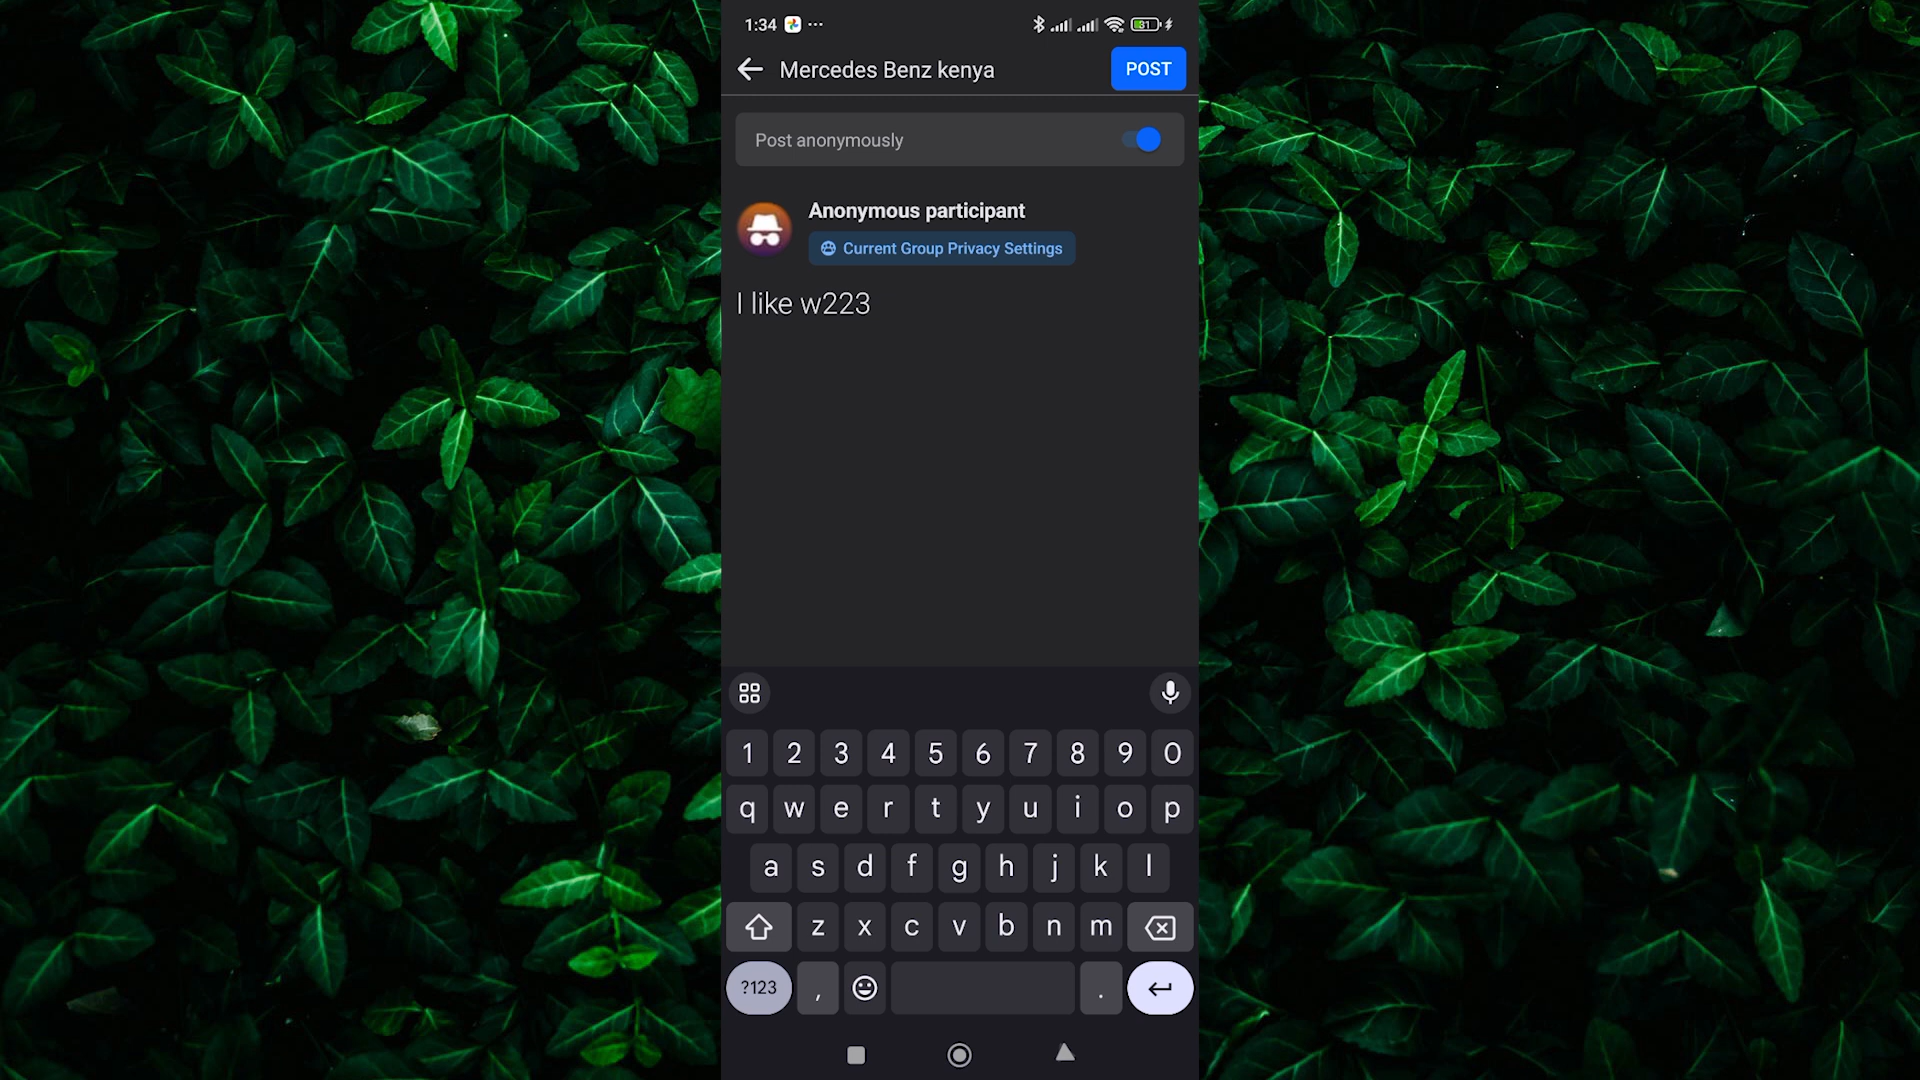 1:34 ... 31
Mercedes Benz kenya POST
Post anonymously
Anonymous participant
Current Group Privacy Settings
I like w223
1 2 3 4 5 6 7 8 9 0
q w e r t y u i o p
a s d f g h j k l
z x c v b n m
?123 , .